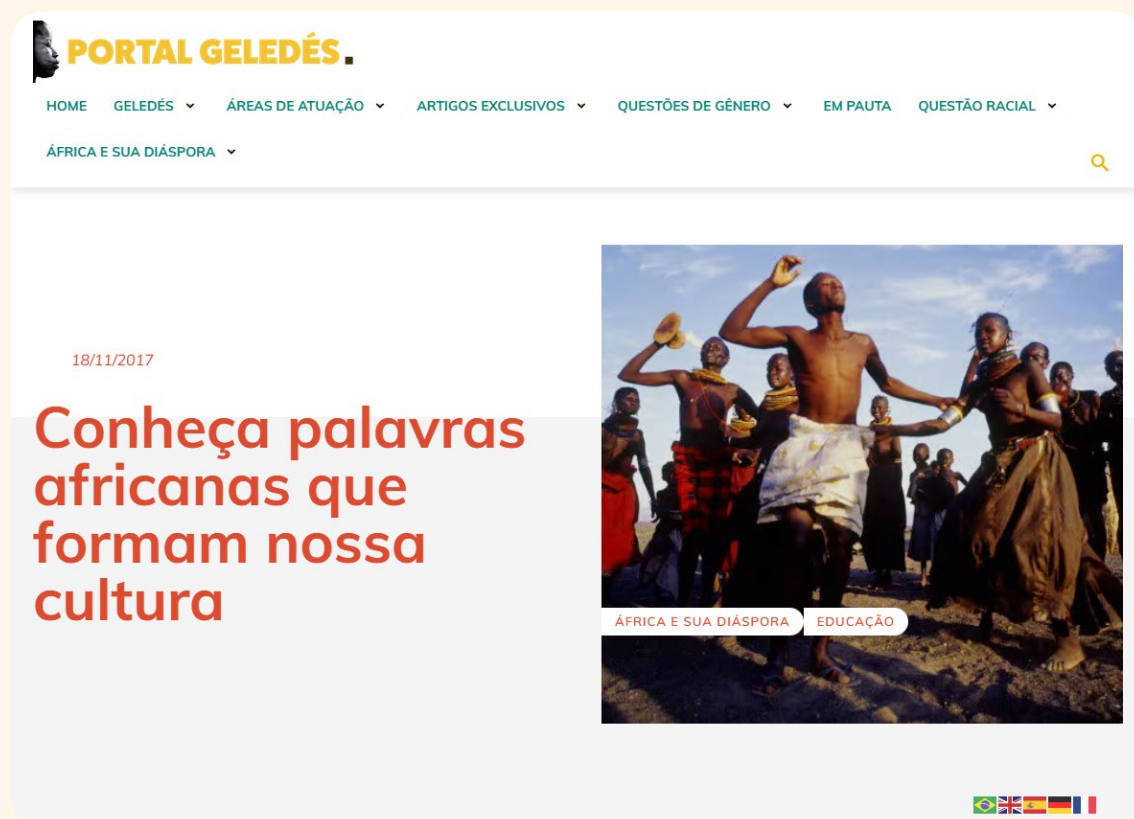 PORTAL GELEDÉS.
HOME GELEDÉS ÁREAS DE ATUAÇÃO ARTIGOS EXCLUSIVOS QUESTÕES DE GÊNERO EM PAUTA QUESTÃO RACIAL
ÁFRICA E SUA DIÁSPORA
18/11/2017
Conheça palavras
africanas que
formam nossa
cultura
ÁFRICA E SUA DIÁSPORA EDUCAÇÃO